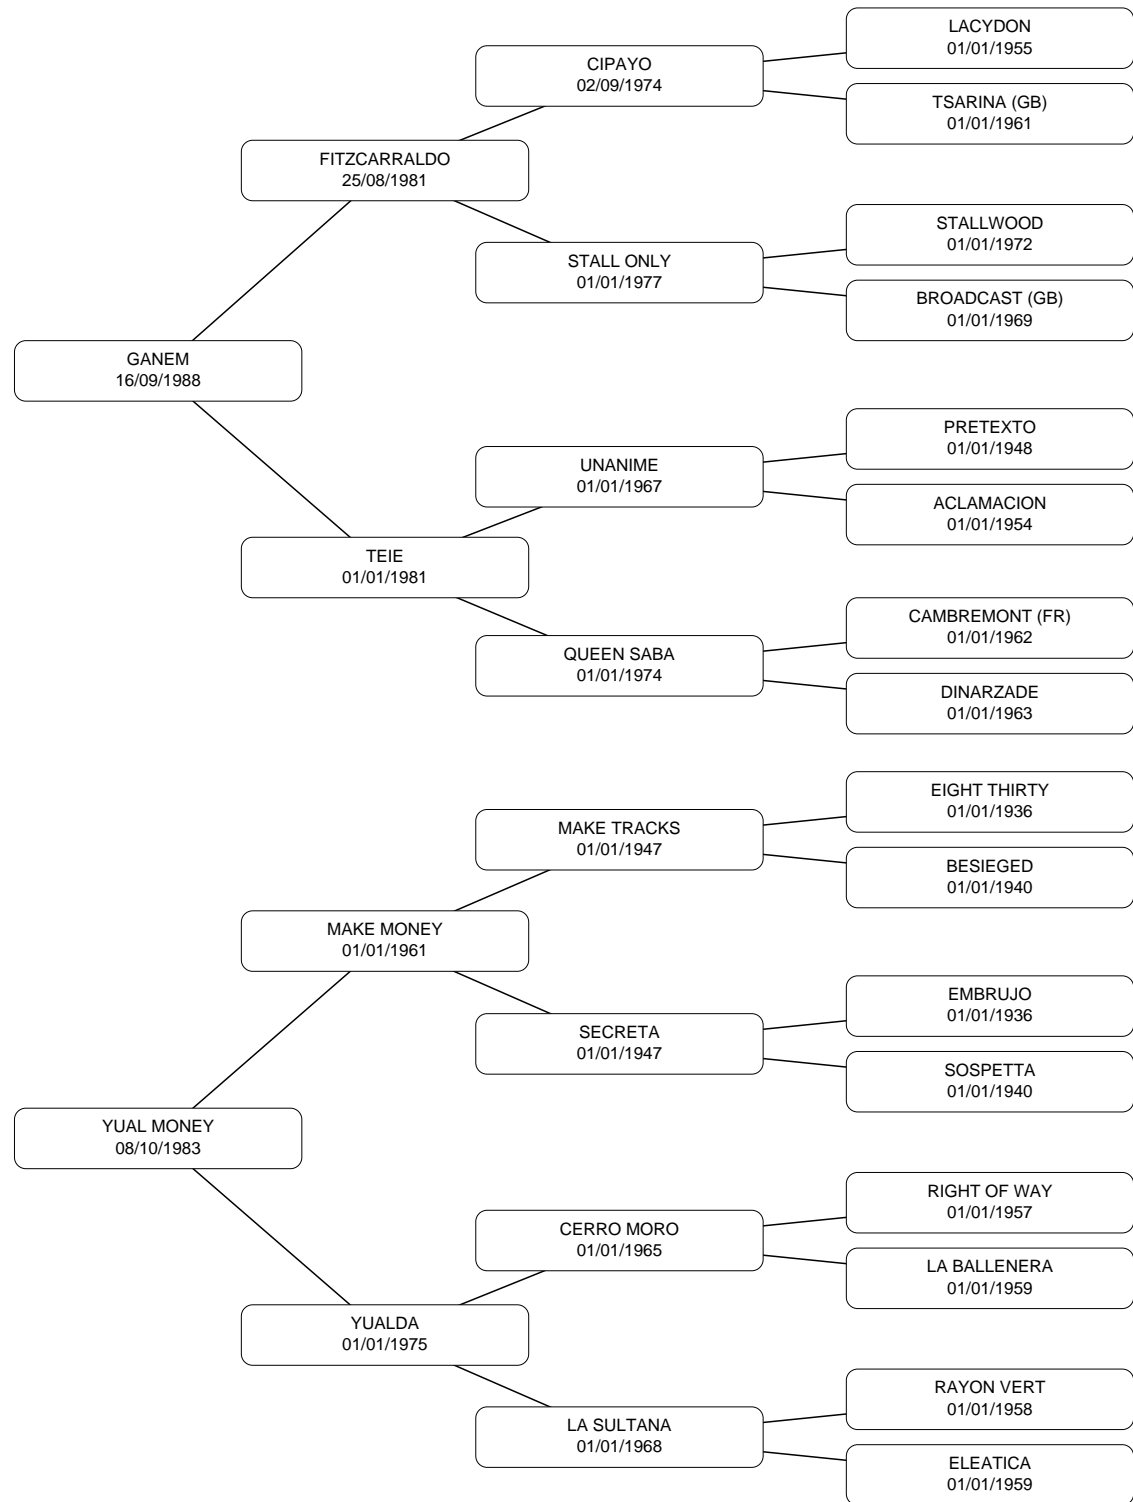 LACYDON
01/01/1955
CIPAYO
02/09/1974
TSARINA (GB)
01/01/1961
FITZCARRALDO
25/08/1981
STALLWOOD
01/01/1972
STALL ONLY
01/01/1977
BROADCAST (GB)
01/01/1969
GANEM
16/09/1988
PRETEXTO
01/01/1948
UNANIME
01/01/1967
ACLAMACION
01/01/1954
TEIE
01/01/1981
CAMBREMONT (FR)
01/01/1962
QUEEN SABA
01/01/1974
DINARZADE
01/01/1963
EIGHT THIRTY
01/01/1936
MAKE TRACKS
01/01/1947
BESIEGED
01/01/1940
MAKE MONEY
01/01/1961
EMBRUJO
01/01/1936
SECRETA
01/01/1947
SOSPETTA
01/01/1940
YUAL MONEY
08/10/1983
RIGHT OF WAY
01/01/1957
CERRO MORO
01/01/1965
LA BALLENERA
01/01/1959
YUALDA
01/01/1975
RAYON VERT
01/01/1958
LA SULTANA
01/01/1968
ELEATICA
01/01/1959